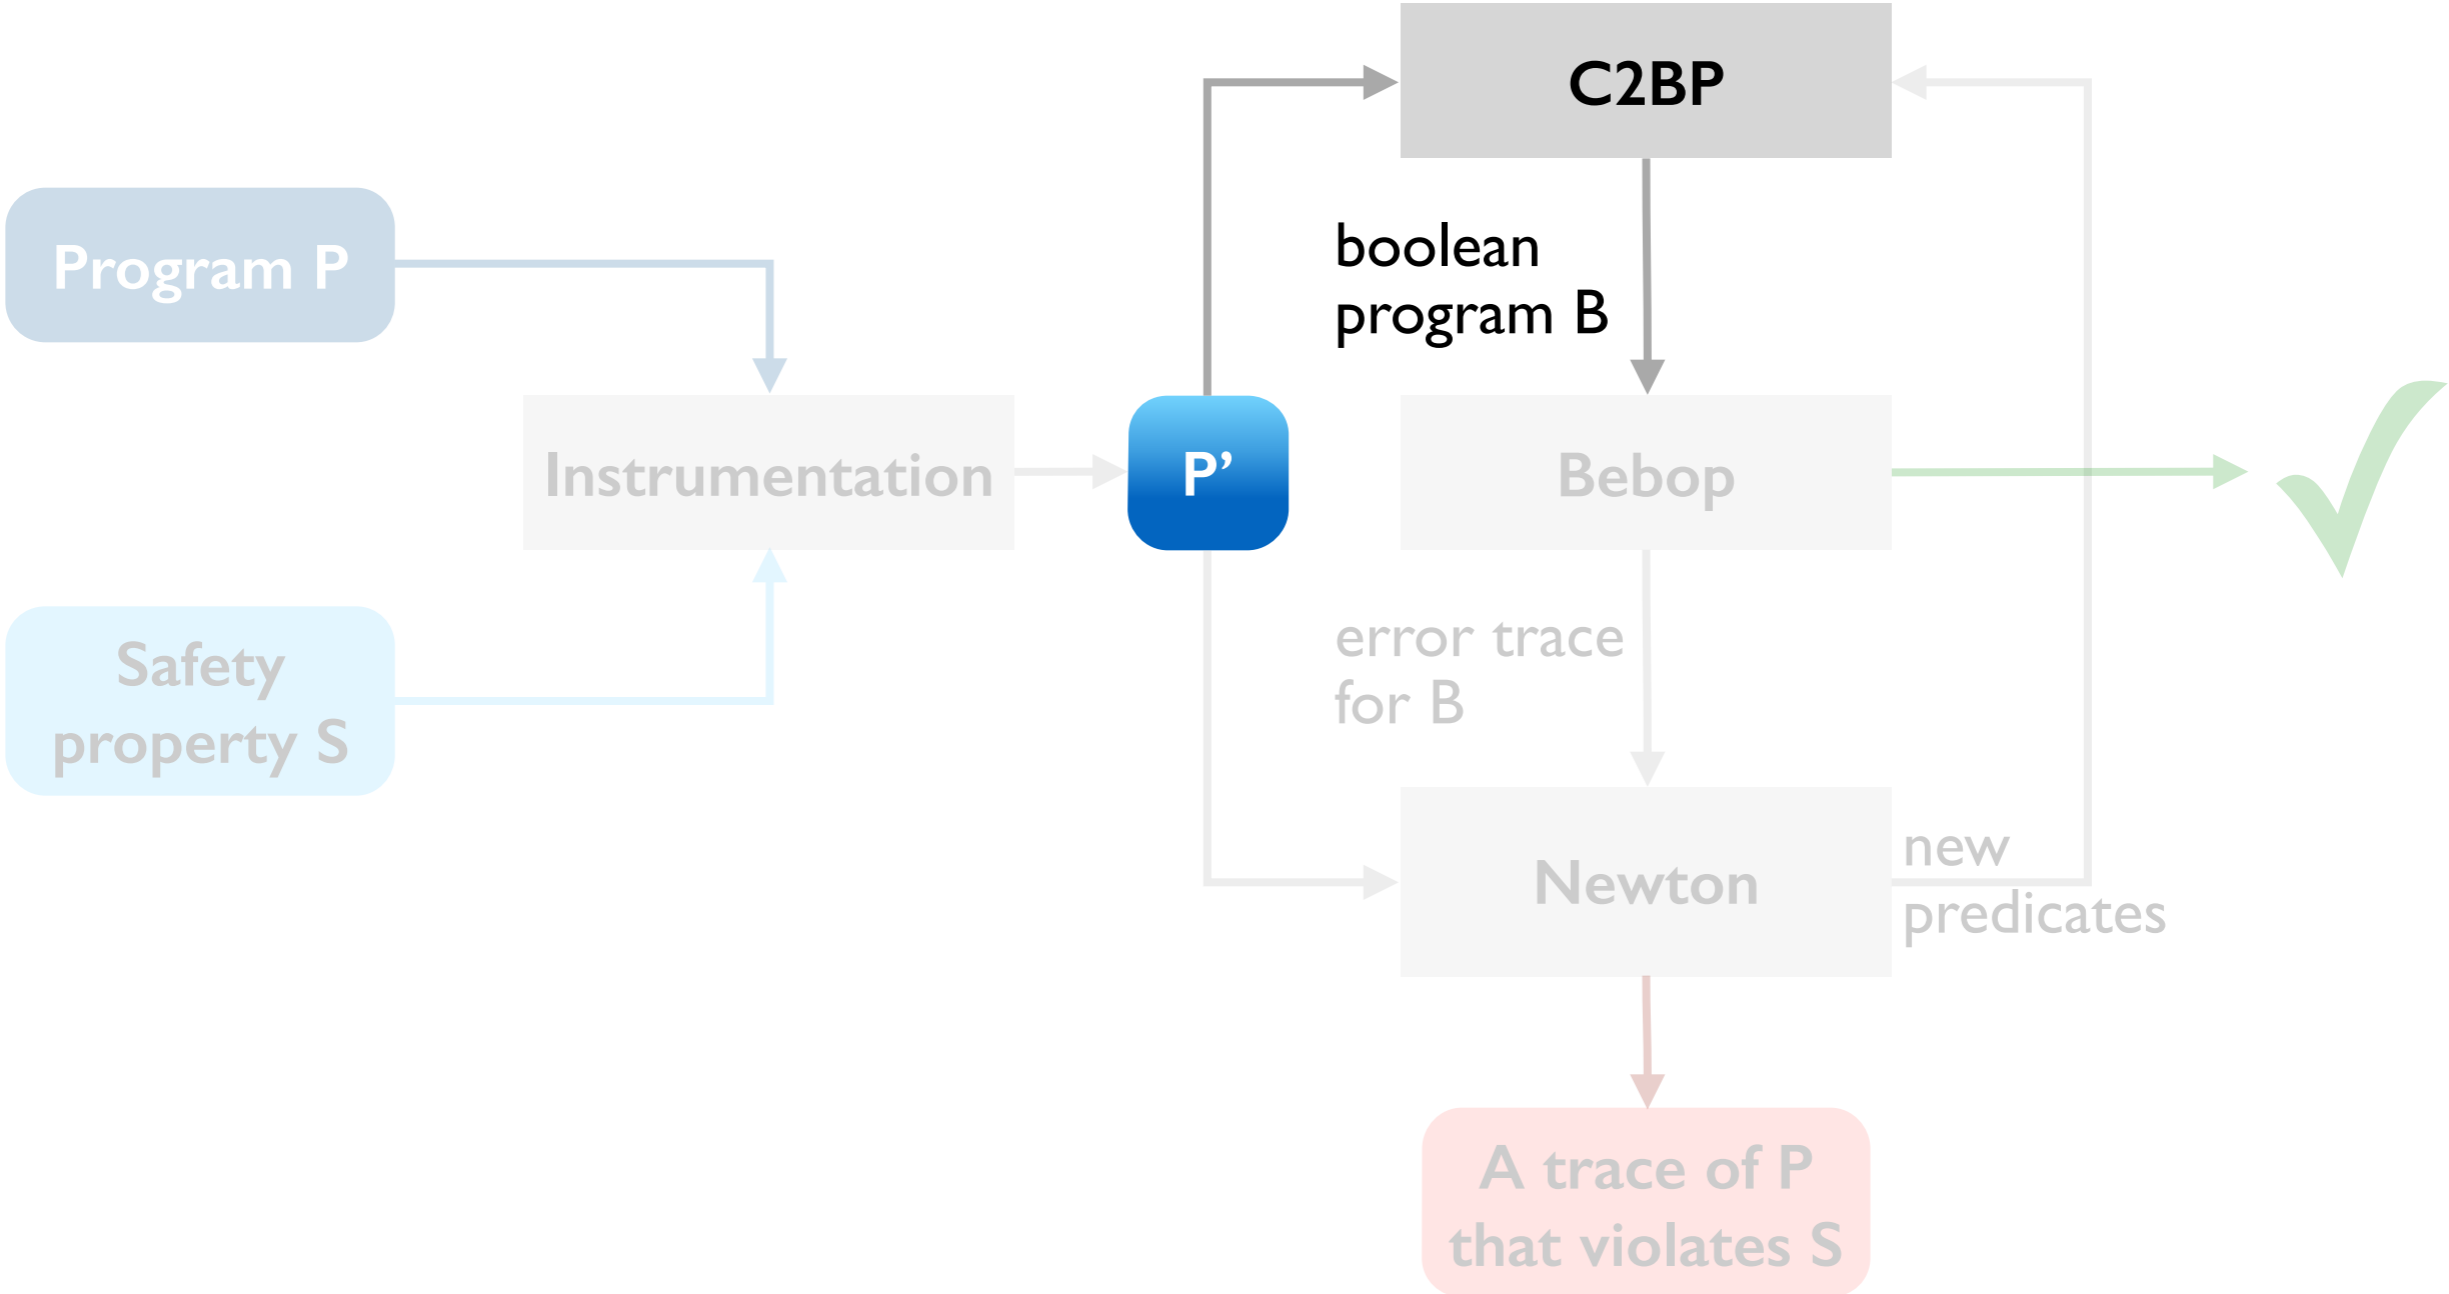 C2BP
boolean
program B
Program P
Instrumentation
P’
Bebop
Safety
property S
error trace
for B
Newton
new
predicates
A trace of P
that violates S